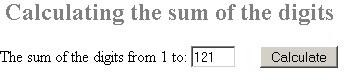 Calculating the sum of the digits
The sum of the digits from 1 to: 121 Calculate